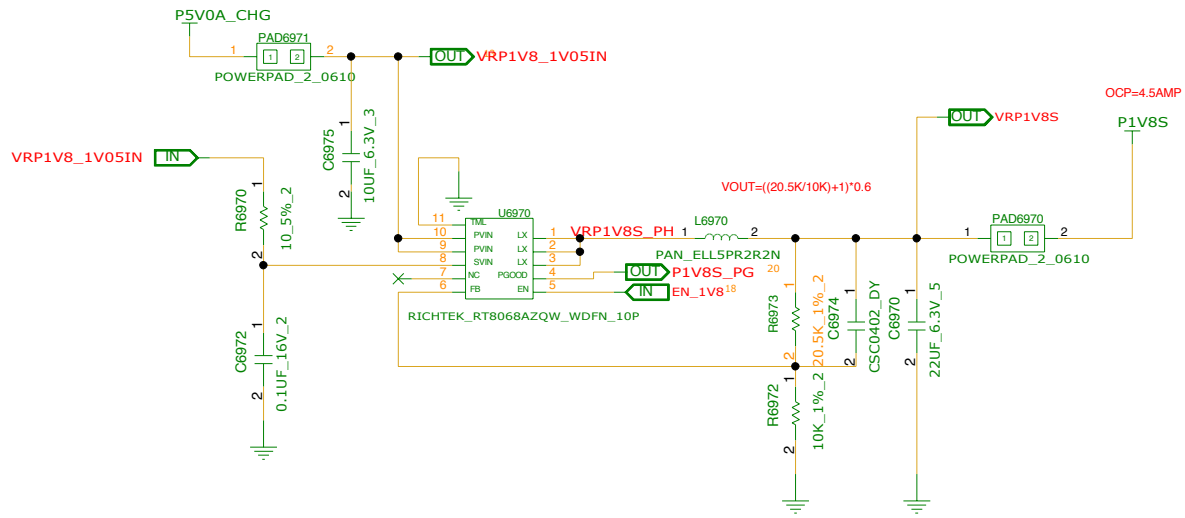 P5V0A_CHG
PAD6971
1
1
2
2
POWERPAD_2_0610
OUT
VRP1V8_1V05IN
C6975
1
2
10UF_6.3V_3
VRP1V8_1V05IN
IN
R6970
1
2
10_5%_2
C6972
1
2
0.1UF_16V_2
U6970
11
TML
10
PVIN
LX
1
9
PVIN
LX
2
8
SVIN
LX
3
7
NC
PGOOD
4
6
FB
EN
5
RICHTEK_RT8068AZQW_WDFN_10P
VRP1V8S_PH
OUT
P1V8S_PG
20
IN
EN_1V8
18
L6970
1
2
PAN_ELL5PR2R2N
VOUT=((20.5K/10K)+1)*0.6
R6973
1
2
20.5K_1%_2
R6972
1
2
10K_1%_2
C6974
1
2
CSC0402_DY
C6970
1
2
22UF_6.3V_5
OUT
VRP1V8S
OCP=4.5AMP
P1V8S
PAD6970
1
1
2
2
POWERPAD_2_0610